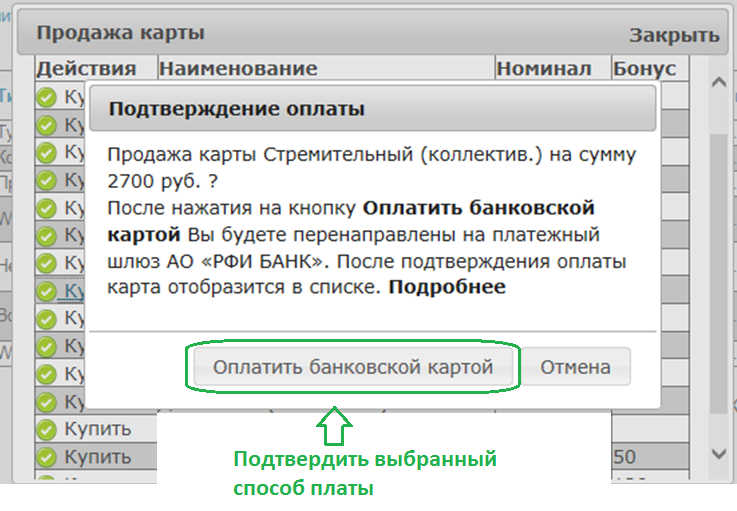 Продажа карты
Закрыть
Действия Наименование Номинал Бонус
Ку
Подтверждение оплаты
Ку
Ку
Продажа карты Стремительный (коллектив.) на сумму
Ку
2700 руб. ?
Ку
После нажатия на кнопку Оплатить банковской
Ку
картой Вы будете перенаправлены на платежный
Ку
шлюз АО «РФИ БАНК». После подтверждения оплаты
Ку
карта отобразится в списке. Подробнее
Ку
Ку
Ку
Оплатить банковской картой Отмена
Ку
Купить
Купить 50
Подтвердить выбранный
способ платы